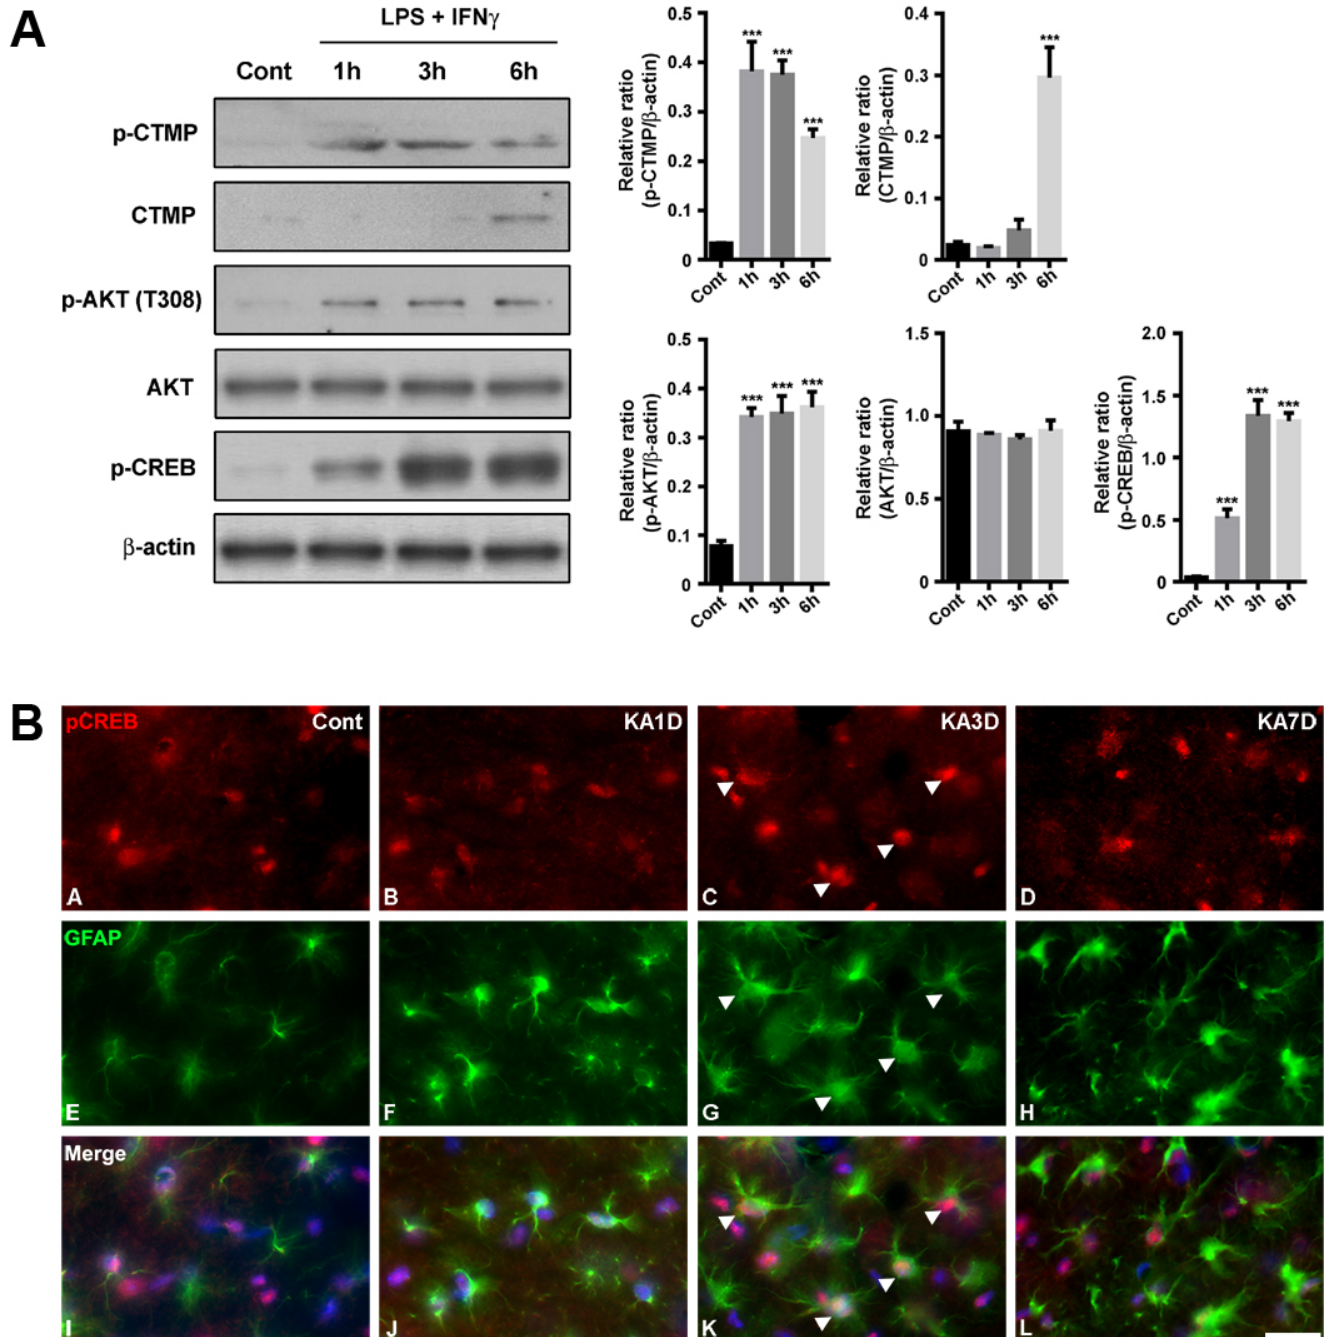 A
LPS + IFNγ
Cont 1h 3h 6h
p-CTMP
CTMP
p-AKT (T308)
AKT
p-CREB
β-actin
Relative ratio
(p-CTMP/β-actin)
0.5
0.4
0.3
0.2
0.1
0
*** *** ***
Cont 1h 3h 6h
Relative ratio
(CTMP/β-actin)
0.4
0.3
0.2
0.1
0
***
Cont 1h 3h 6h
Relative ratio
(p-AKT/β-actin)
0.5
0.4
0.3
0.2
0.1
0
*** *** ***
Cont 1h 3h 6h
Relative ratio
(AKT/β-actin)
1.5
1.0
0.5
0
Cont 1h 3h 6h
Relative ratio
(p-CREB/β-actin)
2.0
1.5
1.0
0.5
0
*** *** ***
Cont 1h 3h 6h
B
pCREB Cont KA1D KA3D KA7D
A B C D
GFAP
E F G H
Merge
I J K L